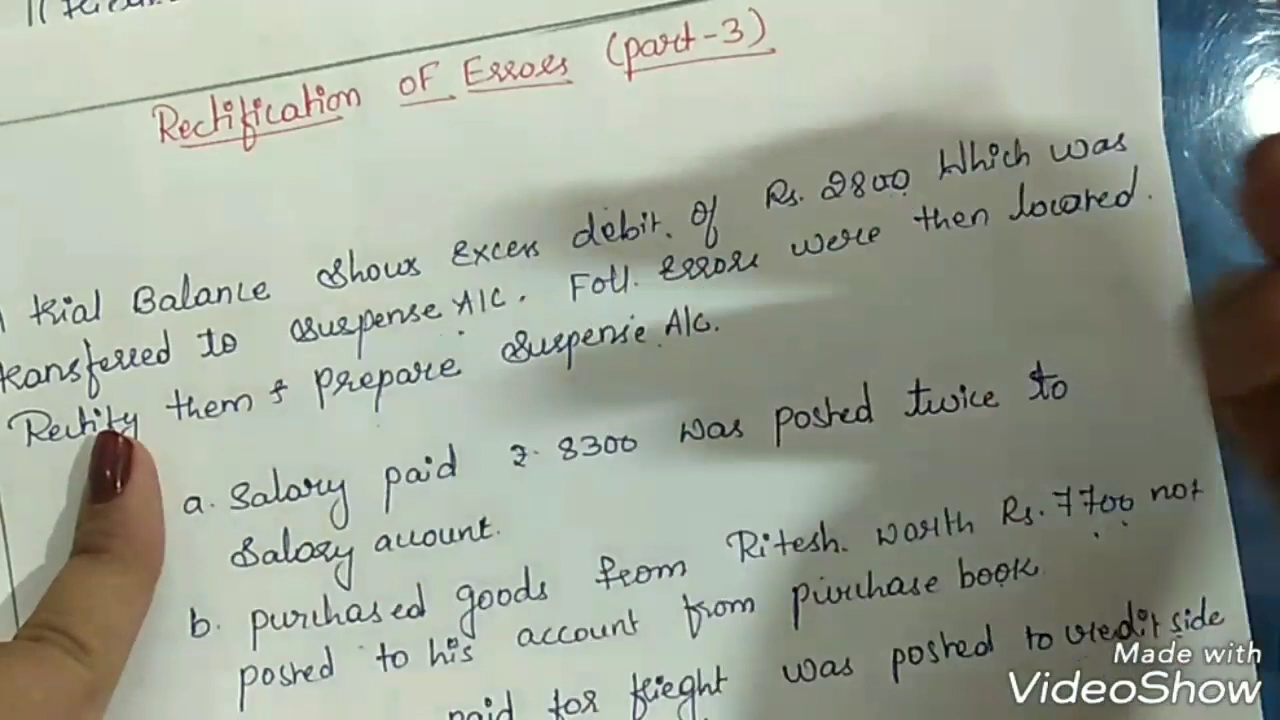 Rectification of Errors (part-3)
Trial Balance shows excess debit. of Rs. 2800 which was
transferred to suspense A/C. Foll. errors were then located.
Rectify them & prepare suspense A/C.
a. Salary paid ₹. 8300 was posted twice to
Salary account.
b. purchased goods from Ritesh. worth Rs. 7700 not
posted to his account from purchase book
paid for frieght was posted to credit side
Made with
VideoShow